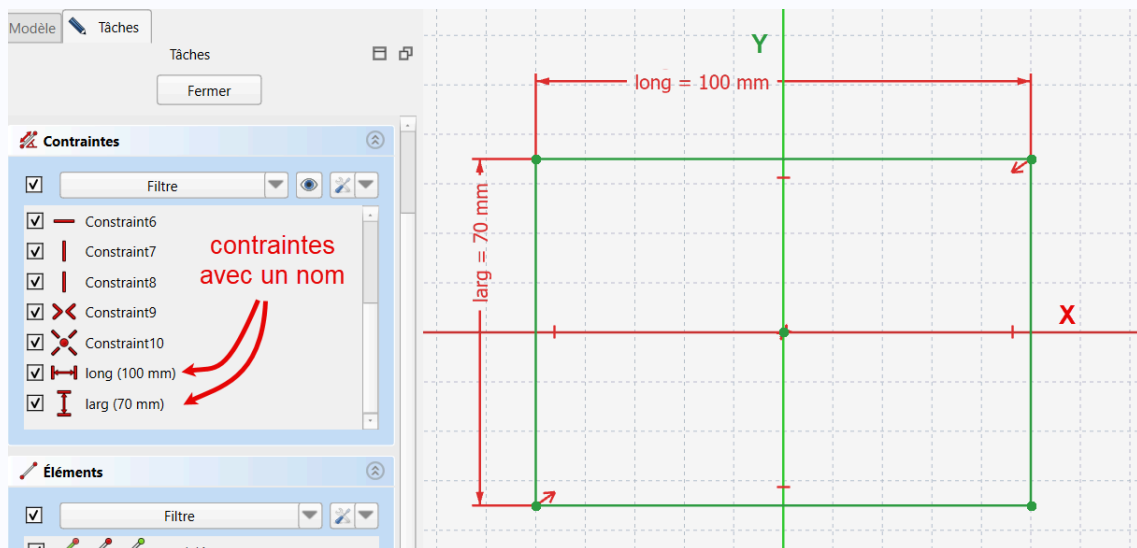 Modèle
Tâches
Tâches
Fermer
Contraintes
Filtre
Constraint6
Constraint7
Constraint8
Constraint9
Constraint10
long (100 mm)
larg (70 mm)
contraintes
avec un nom
Éléments
Filtre
Y
long = 100 mm
larg = 70 mm
X